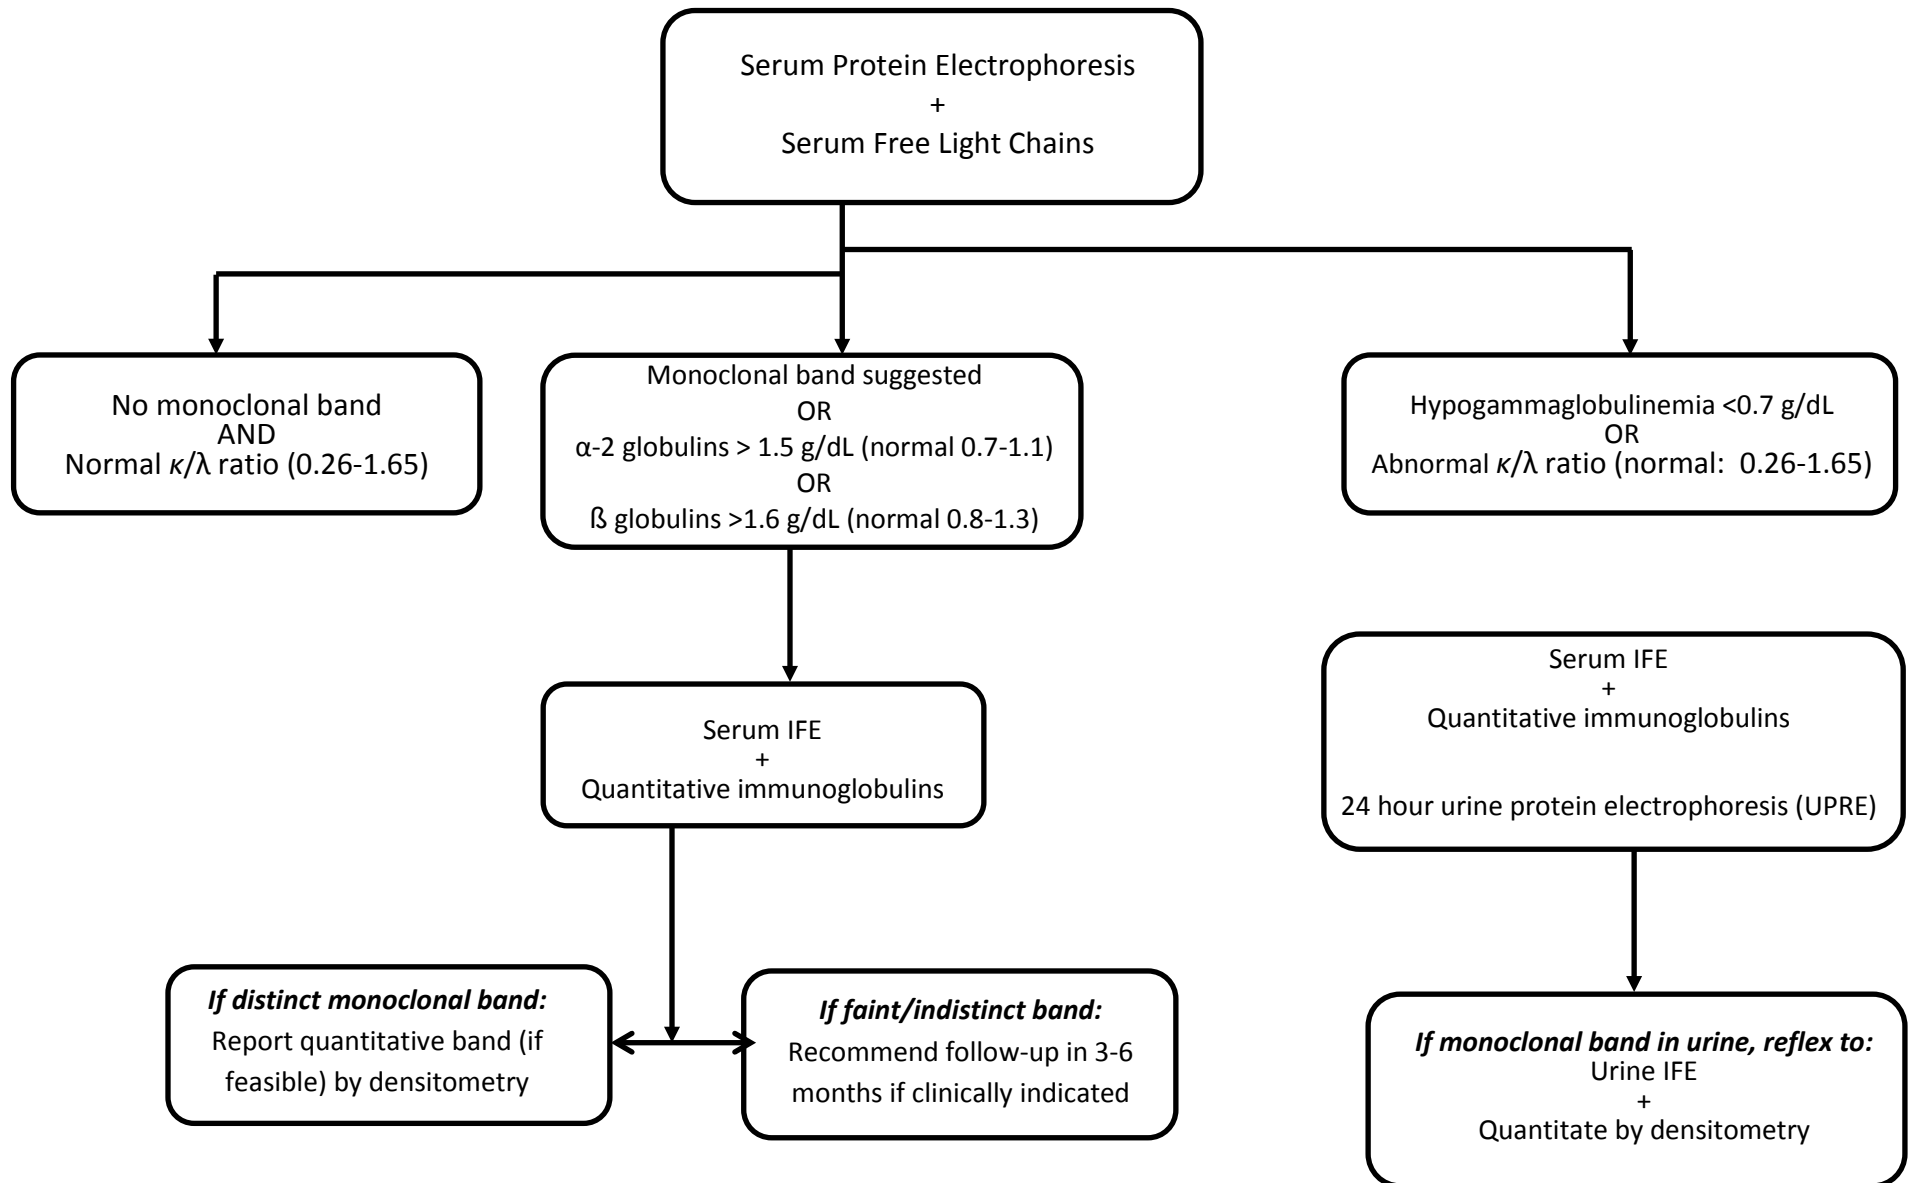 Serum Protein Electrophoresis
+
Serum Free Light Chains
No monoclonal band
AND
Normal κ/λ ratio (0.26-1.65)
Monoclonal band suggested
OR
α-2 globulins > 1.5 g/dL (normal 0.7-1.1)
OR
ß globulins >1.6 g/dL (normal 0.8-1.3)
Hypogammaglobulinemia <0.7 g/dL
OR
Abnormal κ/λ ratio (normal:  0.26-1.65)
Serum IFE
+
Quantitative immunoglobulins
Serum IFE
+
Quantitative immunoglobulins
24 hour urine protein electrophoresis (UPRE)
If distinct monoclonal band:
Report quantitative band (if
feasible) by densitometry
If faint/indistinct band:
Recommend follow-up in 3-6
months if clinically indicated
If monoclonal band in urine, reflex to:
Urine IFE
+
Quantitate by densitometry